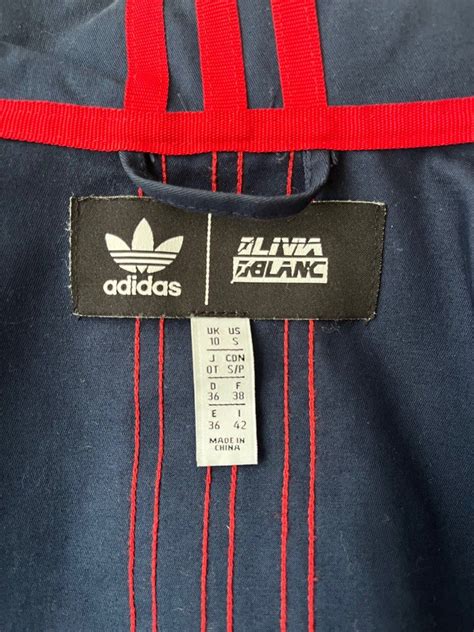 adidas
OLIVIA
OBLANC
UK US
10 S
J CDN
OT S/P
D F
36 38
E I
36 42
MADE IN
CHINA